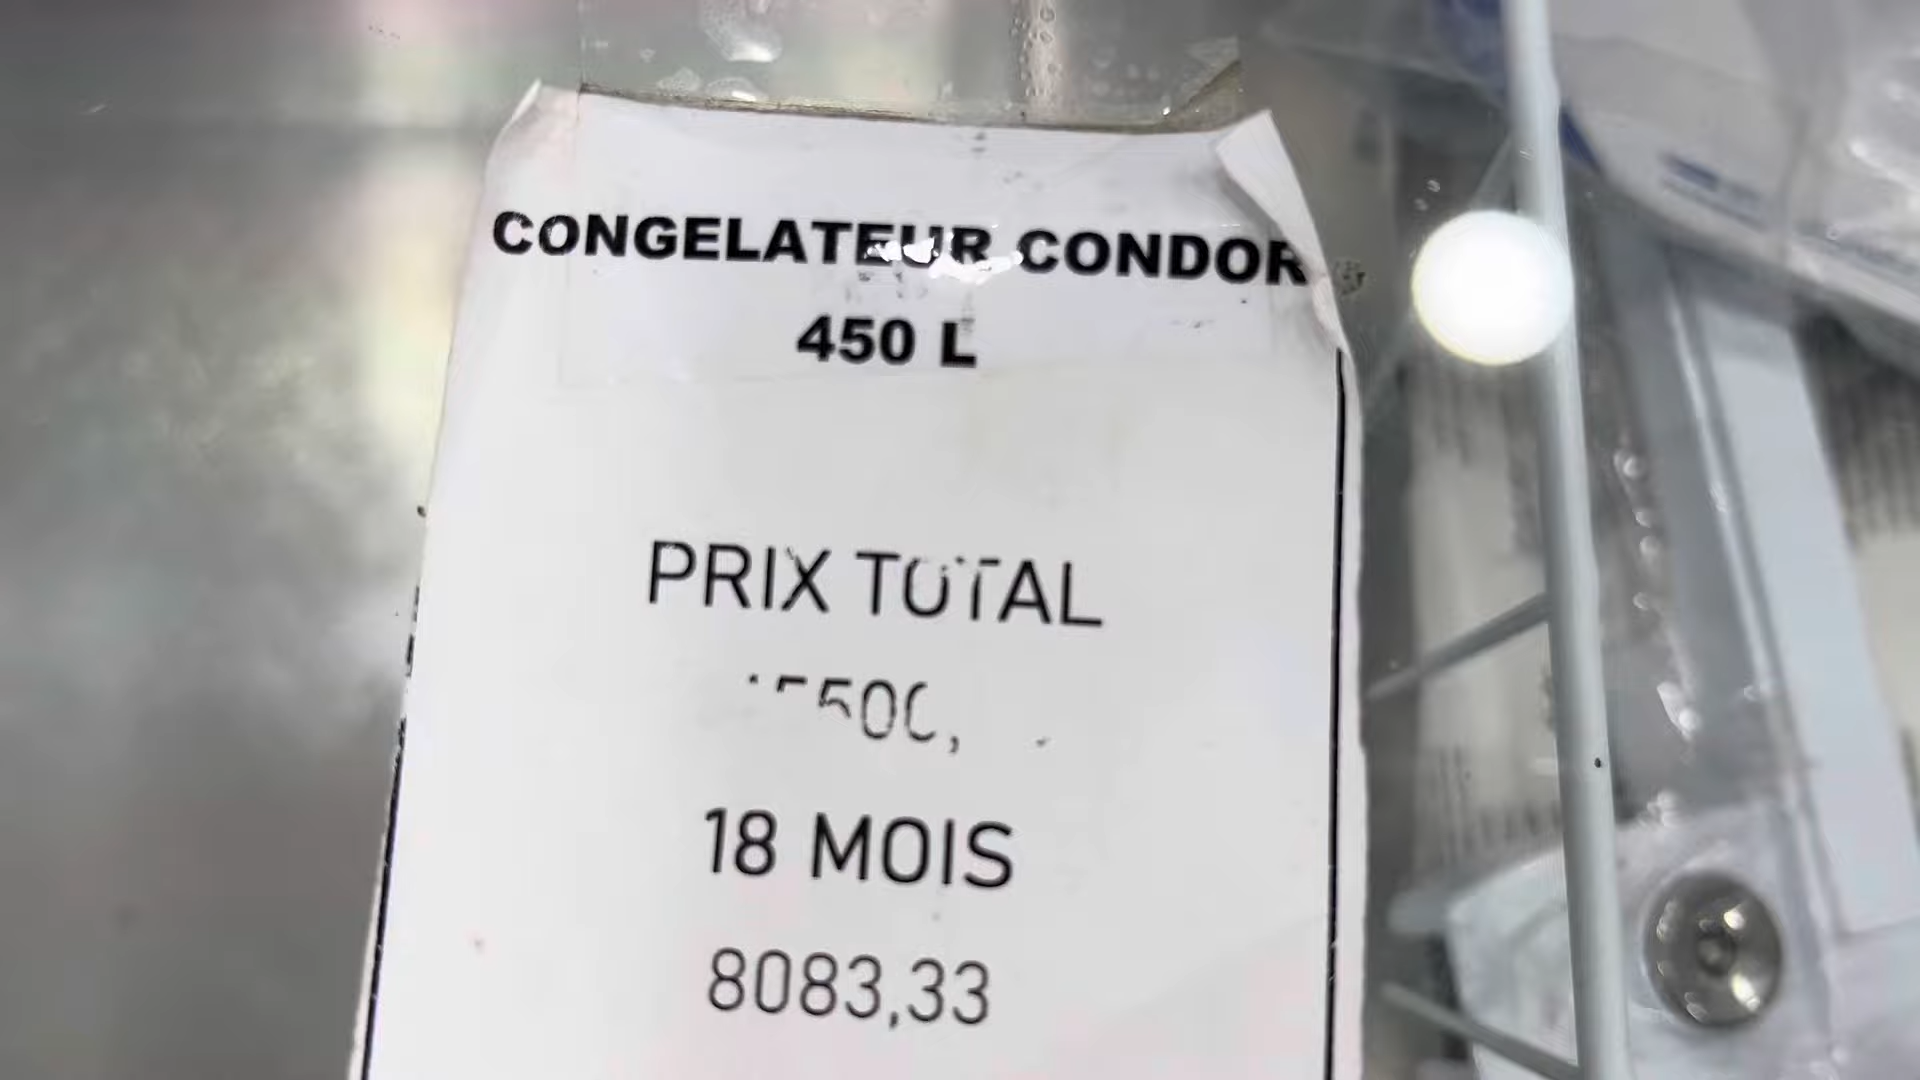 CONGELATEUR CONDOR
450 L
PRIX TOTAL
18 MOIS
8083,33